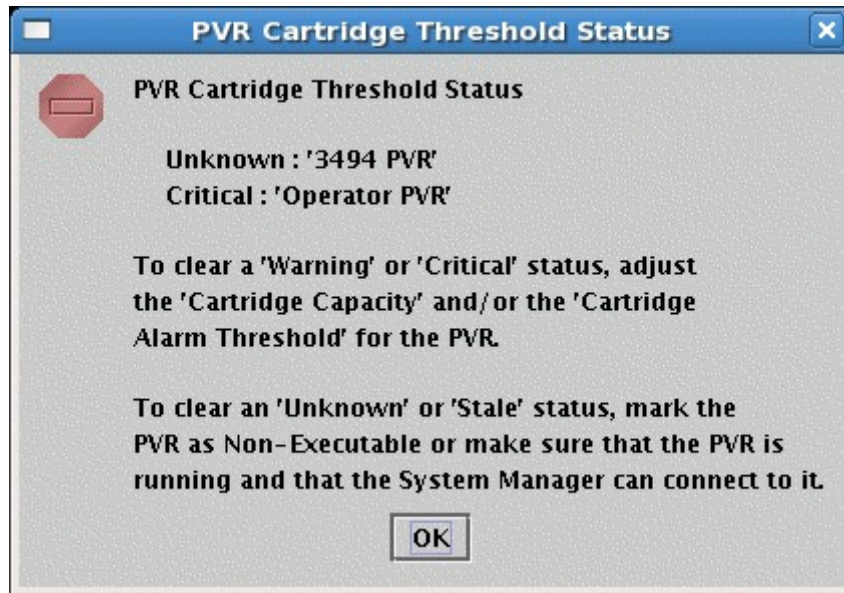 PVR Cartridge Threshold Status
PVR Cartridge Threshold Status
Unknown : '3494 PVR'
Critical : 'Operator PVR'
To clear a 'Warning' or 'Critical' status, adjust
the 'Cartridge Capacity' and/or the 'Cartridge
Alarm Threshold' for the PVR.
To clear an 'Unknown' or 'Stale' status, mark the
PVR as Non-Executable or make sure that the PVR is
running and that the System Manager can connect to it.
OK